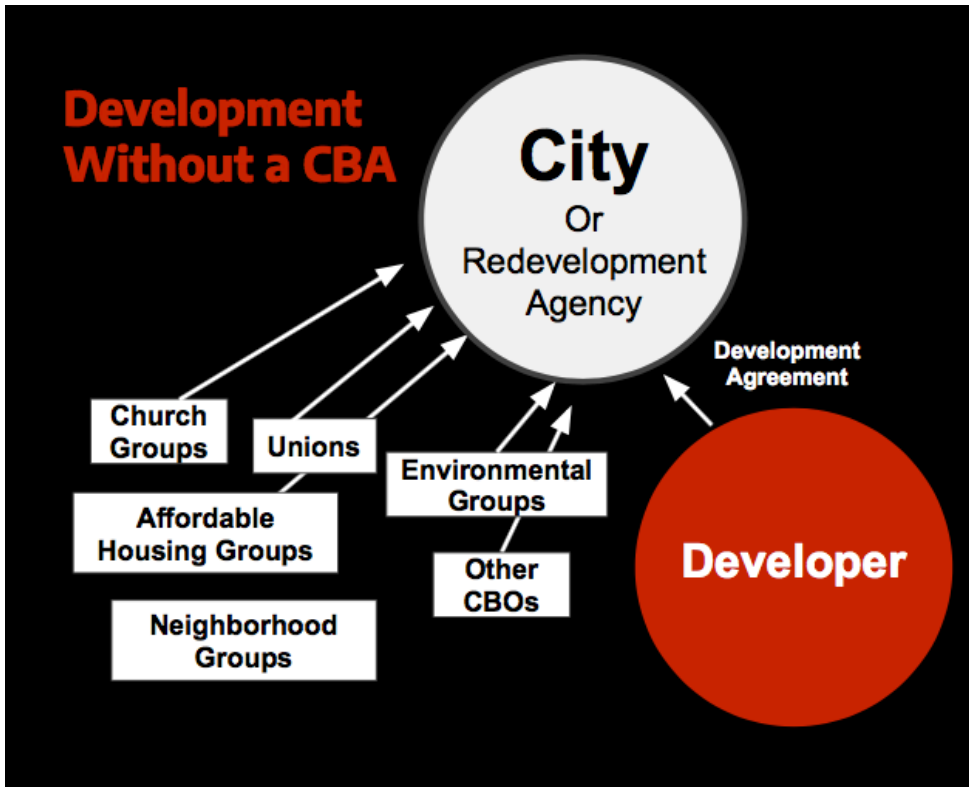 Development
Without a CBA
City
Or
Redevelopment
Agency
Development
Agreement
Church
Groups
Unions
Environmental
Groups
Affordable
Housing Groups
Other
CBOs
Developer
Neighborhood
Groups